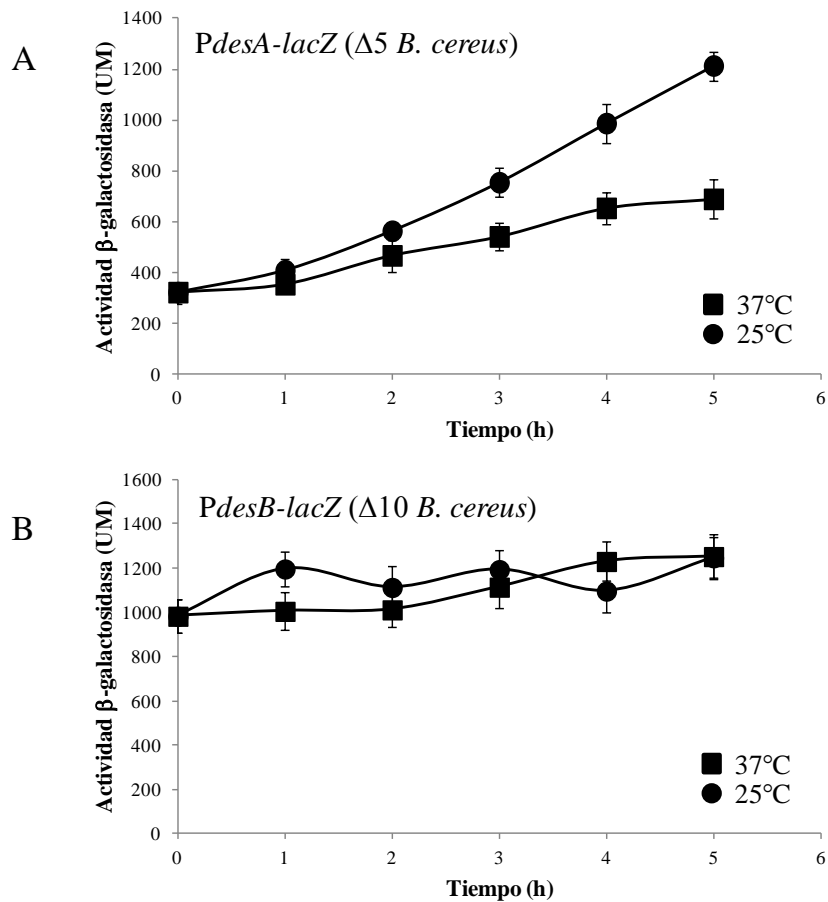 A
PdesA-lacZ (Δ5 B. cereus)
Actividad β-galactosidasa (UM)
1400
1200
1000
800
600
400
200
0
37°C
25°C
0 1 2 3 4 5 6
Tiempo (h)
B
PdesB-lacZ (Δ10 B. cereus)
Actividad β-galactosidasa (UM)
1600
1400
1200
1000
800
600
400
200
0
37°C
25°C
0 1 2 3 4 5 6
Tiempo (h)